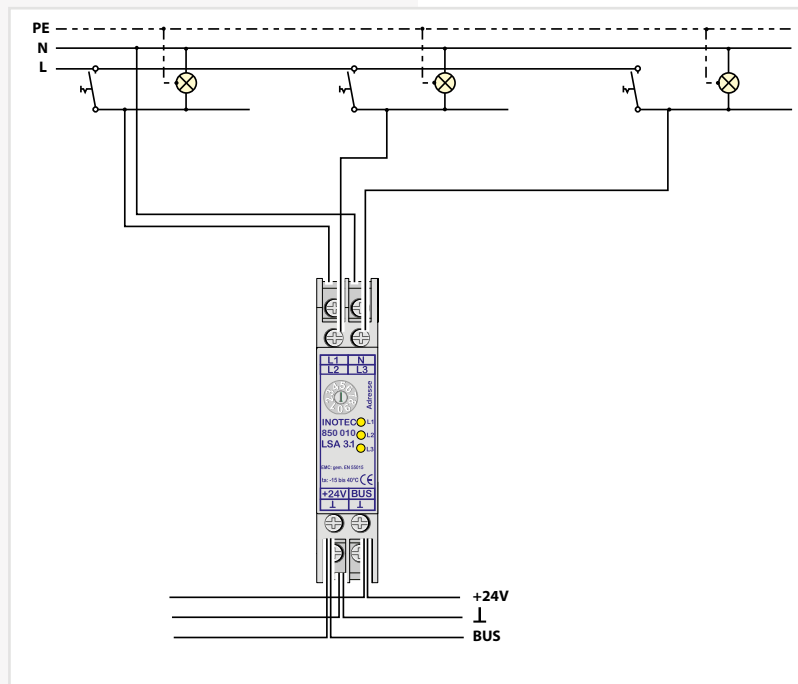 PE
N
L
L1 N
L2 L3
Adresse
INOTEC L1
850 010 L2
LSA 3.1 L3
EMC: gem. EN 55015
ta: -15 bis 40°C CE
+24V BUS
⊥ ⊥
+24V
⊥
BUS